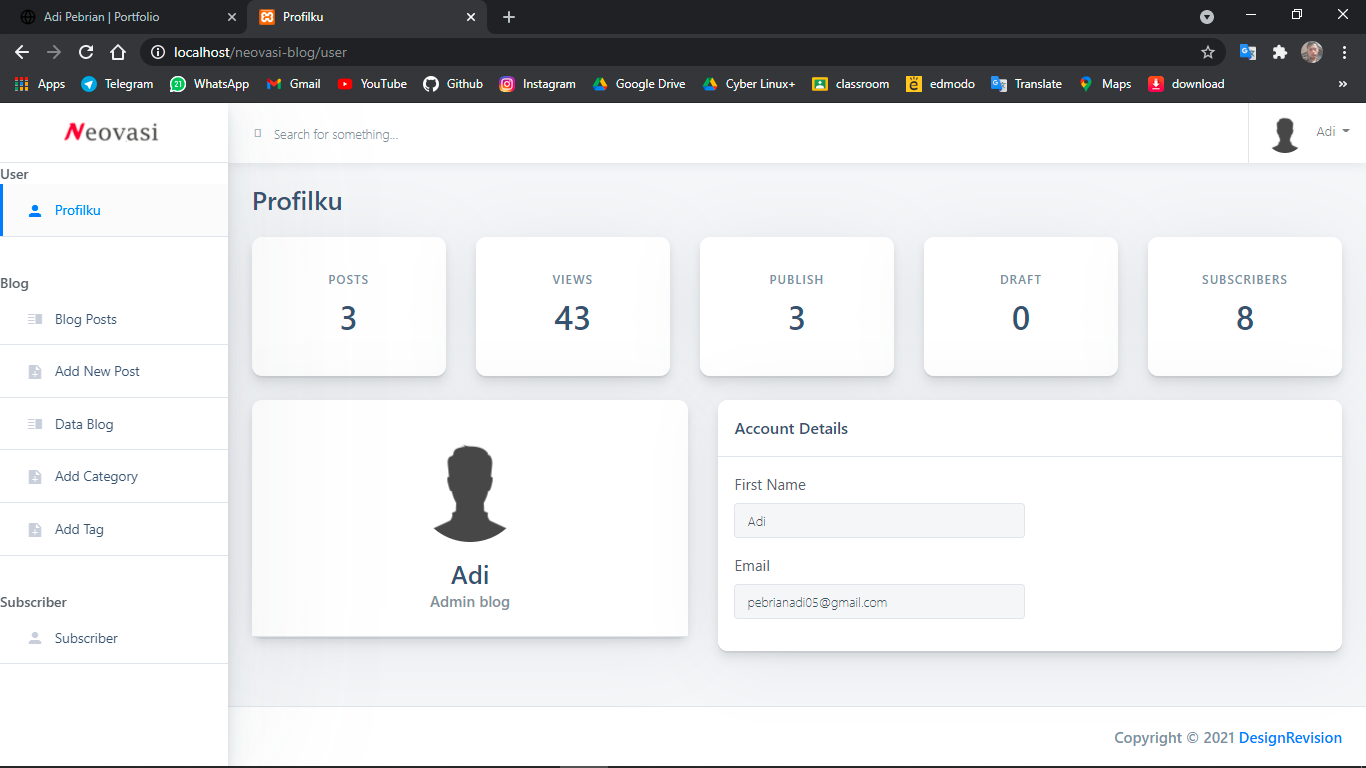 Adi Pebrian | Portfolio
Profilku
localhost/neovasi-blog/user
Apps
Telegram
21
WhatsApp
Gmail
YouTube
Github
Instagram
Google Drive
Cyber Linux+
classroom
edmodo
Translate
Maps
download
Neovasi
Search for something...
Adi
User
Profilku
Blog
Blog Posts
Add New Post
Data Blog
Add Category
Add Tag
Subscriber
Subscriber
Profilku
POSTS
3
VIEWS
43
PUBLISH
3
DRAFT
0
SUBSCRIBERS
8
Adi
Admin blog
Account Details
First Name
Adi
Email
pebrianadi05@gmail.com
Copyright © 2021 DesignRevision